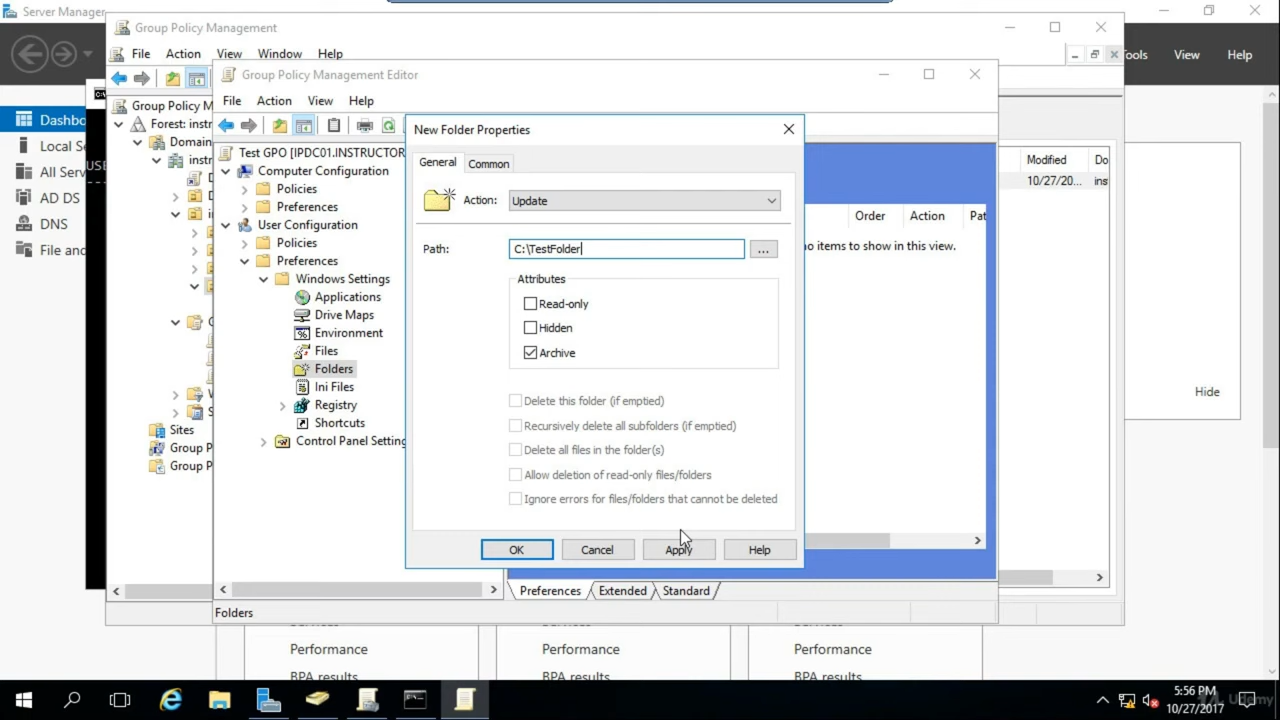 Server Manager
Group Policy Management
File Action View Window Help
Tools View Help
Group Policy Management Editor
File Action View Help
Dashbo
Local Se
All Serv
AD DS
DNS
File and
USE
Group Policy M
Forest: instr
Domain
instr
Sites
Group P
Group P
Test GPO [IPDC01.INSTRUCTOR
Computer Configuration
Policies
Preferences
User Configuration
Policies
Preferences
Windows Settings
Applications
Drive Maps
Environment
Files
Folders
Ini Files
Registry
Shortcuts
Control Panel Setting
New Folder Properties
General Common
Action: Update
Path: C:\TestFolder
...
Attributes
Read-only
Hidden
Archive
Delete this folder (if emptied)
Recursively delete all subfolders (if emptied)
Delete all files in the folder(s)
Allow deletion of read-only files/folders
Ignore errors for files/folders that cannot be deleted
OK Cancel Apply Help
Order Action Pat
no items to show in this view.
Modified Do
10/27/20... ins
Hide
Preferences Extended Standard
Folders
Performance Performance Performance
BPA results BPA results BPA results
5:56 PM
10/27/2017
Udemy